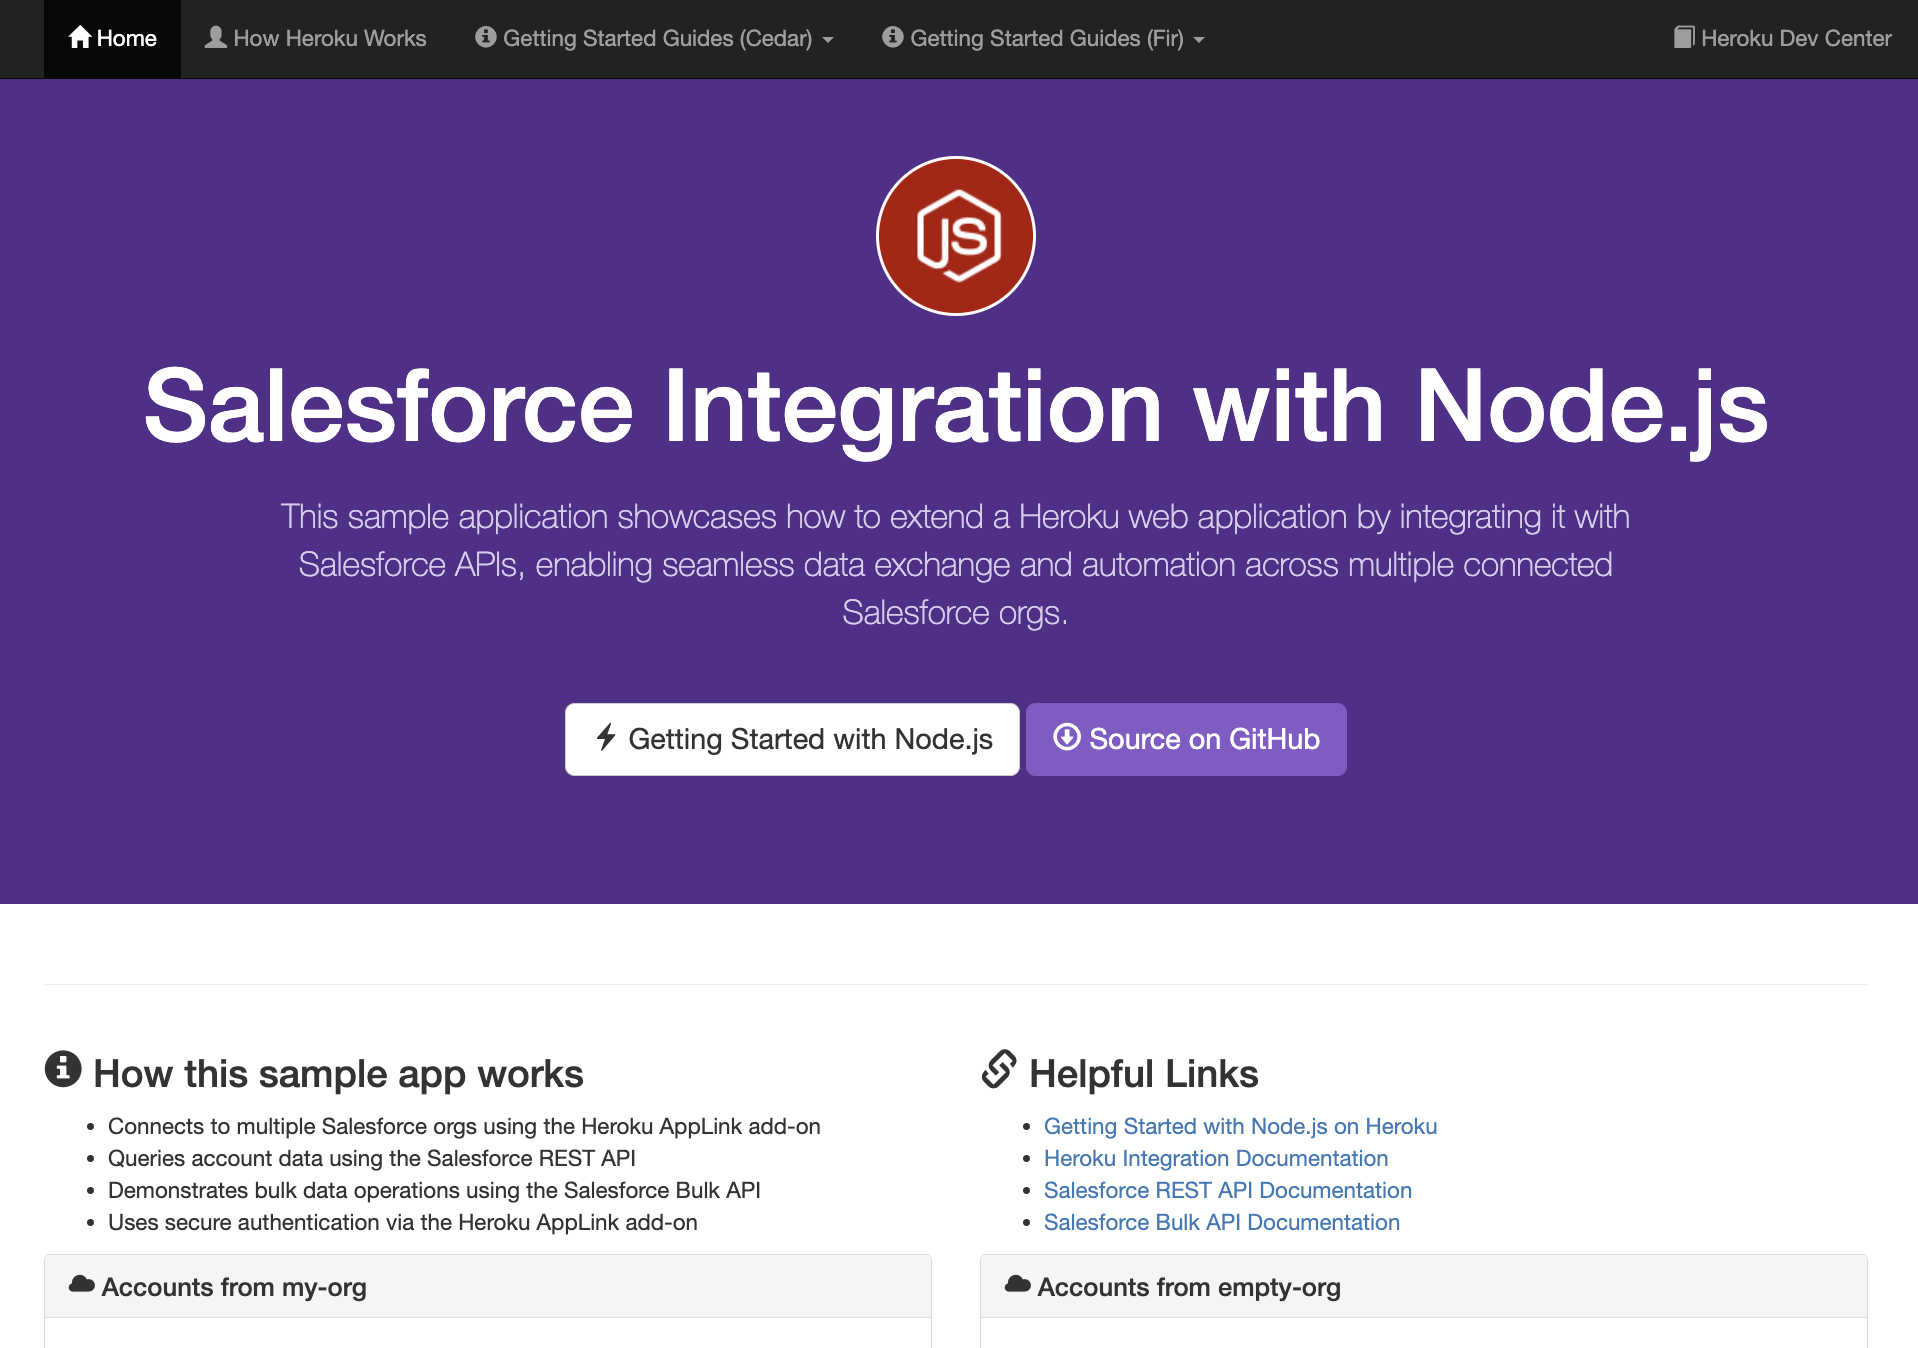 Home
How Heroku Works
Getting Started Guides (Cedar)
Getting Started Guides (Fir)
Heroku Dev Center
JS
Salesforce Integration with Node.js
This sample application showcases how to extend a Heroku web application by integrating it with
Salesforce APIs, enabling seamless data exchange and automation across multiple connected
Salesforce orgs.
Getting Started with Node.js
Source on GitHub
How this sample app works
Connects to multiple Salesforce orgs using the Heroku AppLink add-on
Queries account data using the Salesforce REST API
Demonstrates bulk data operations using the Salesforce Bulk API
Uses secure authentication via the Heroku AppLink add-on
Helpful Links
Getting Started with Node.js on Heroku
Heroku Integration Documentation
Salesforce REST API Documentation
Salesforce Bulk API Documentation
Accounts from my-org
Accounts from empty-org